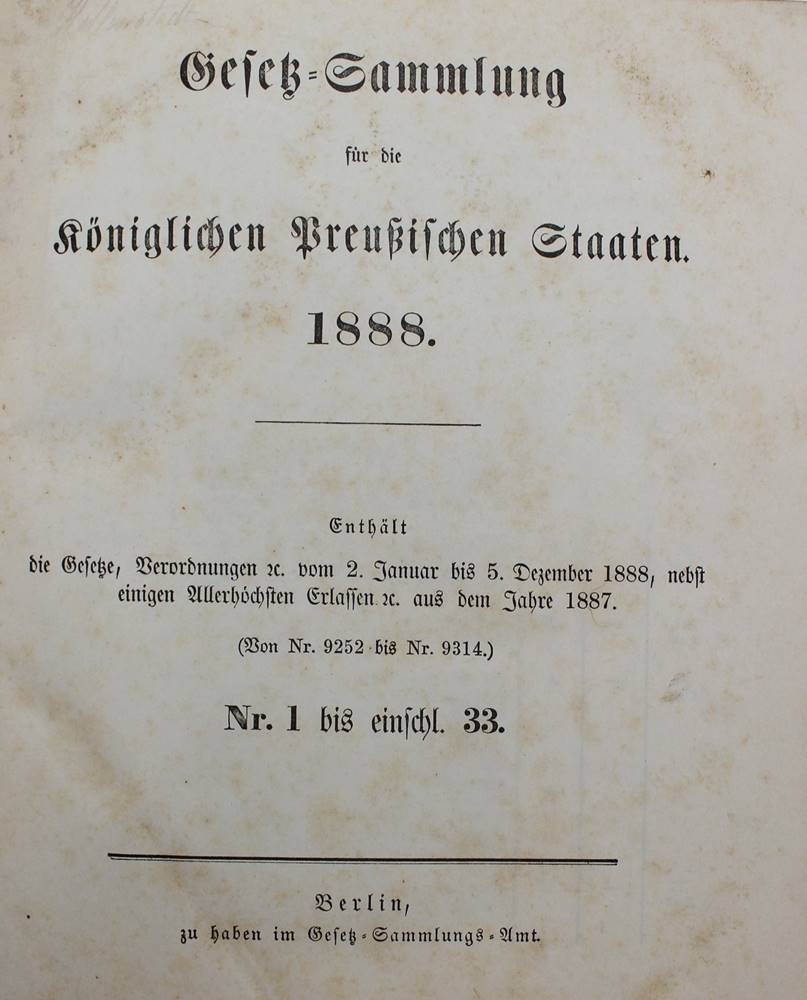 Gesetz-Sammlung
für die
Königlichen Preußischen Staaten.
1888.
Enthält
die Gesetze, Verordnungen ꝛc. vom 2. Januar bis 5. Dezember 1888, nebst
einigen Allerhöchsten Erlassen ꝛc. aus dem Jahre 1887.
(Von Nr. 9252 bis Nr. 9314.)
Nr. 1 bis einschl. 33.
Berlin,
zu haben im Gesetz-Sammlungs-Amt.